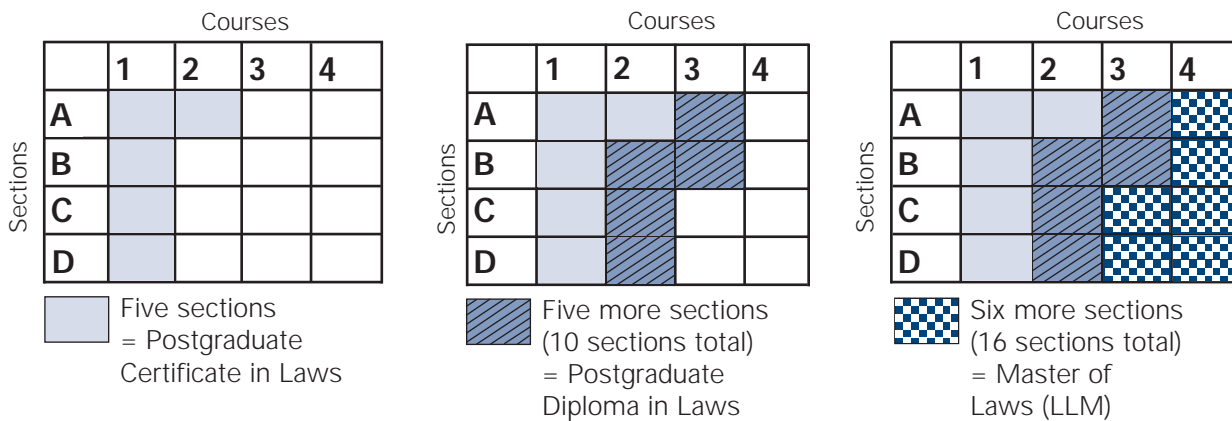 Courses
1 2 3 4
A
B
C
D
Sections
Five sections
= Postgraduate
Certificate in Laws
Courses
1 2 3 4
A
B
C
D
Sections
Five more sections
(10 sections total)
= Postgraduate
Diploma in Laws
Courses
1 2 3 4
A
B
C
D
Sections
Six more sections
(16 sections total)
= Master of
Laws (LLM)